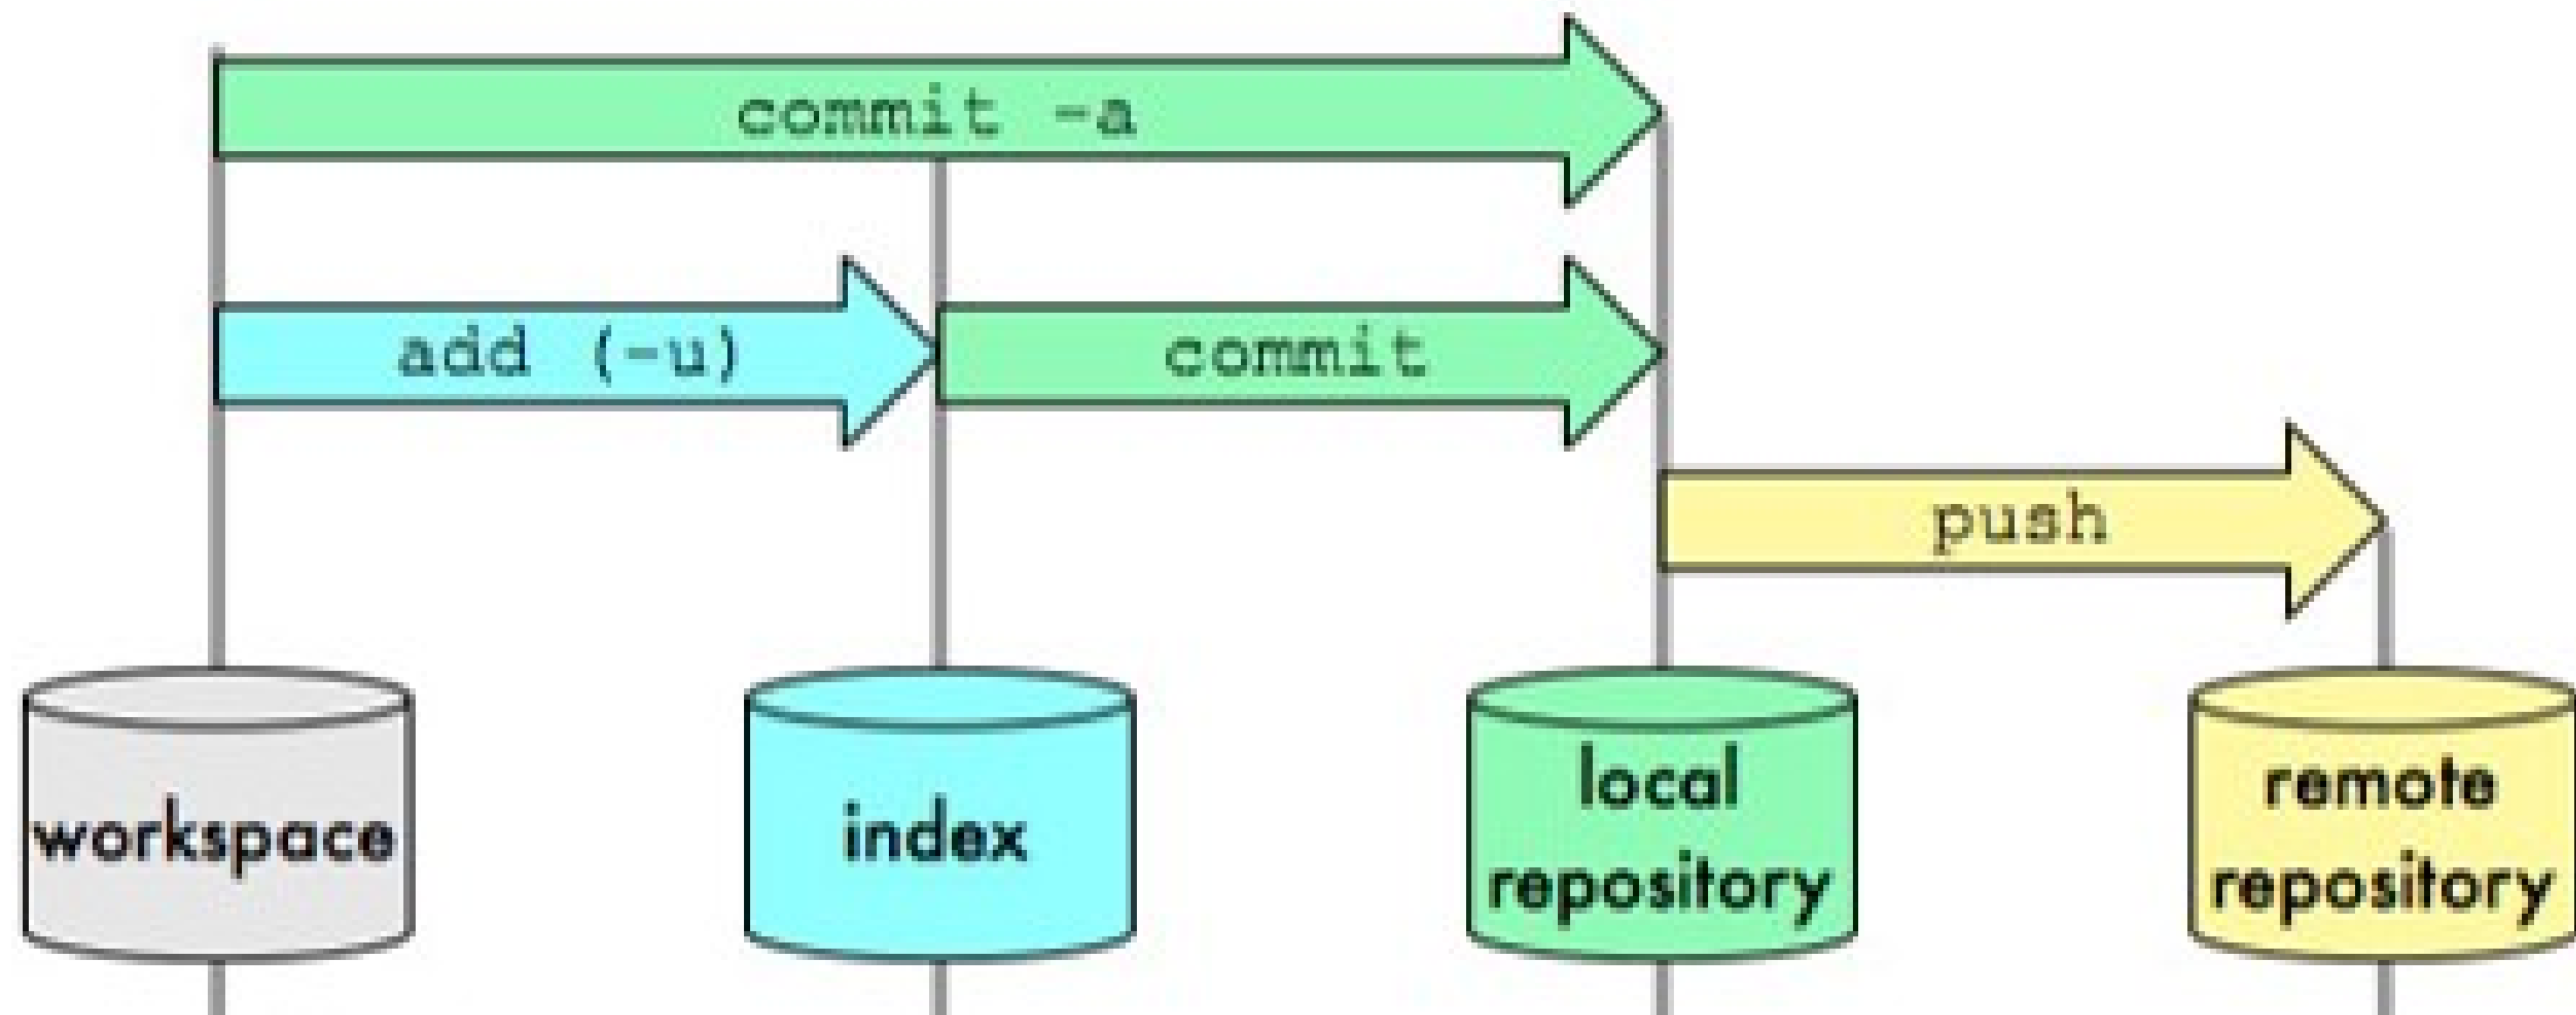 commit -a
add (-u)
commit
push
workspace
index
local
repository
remote
repository